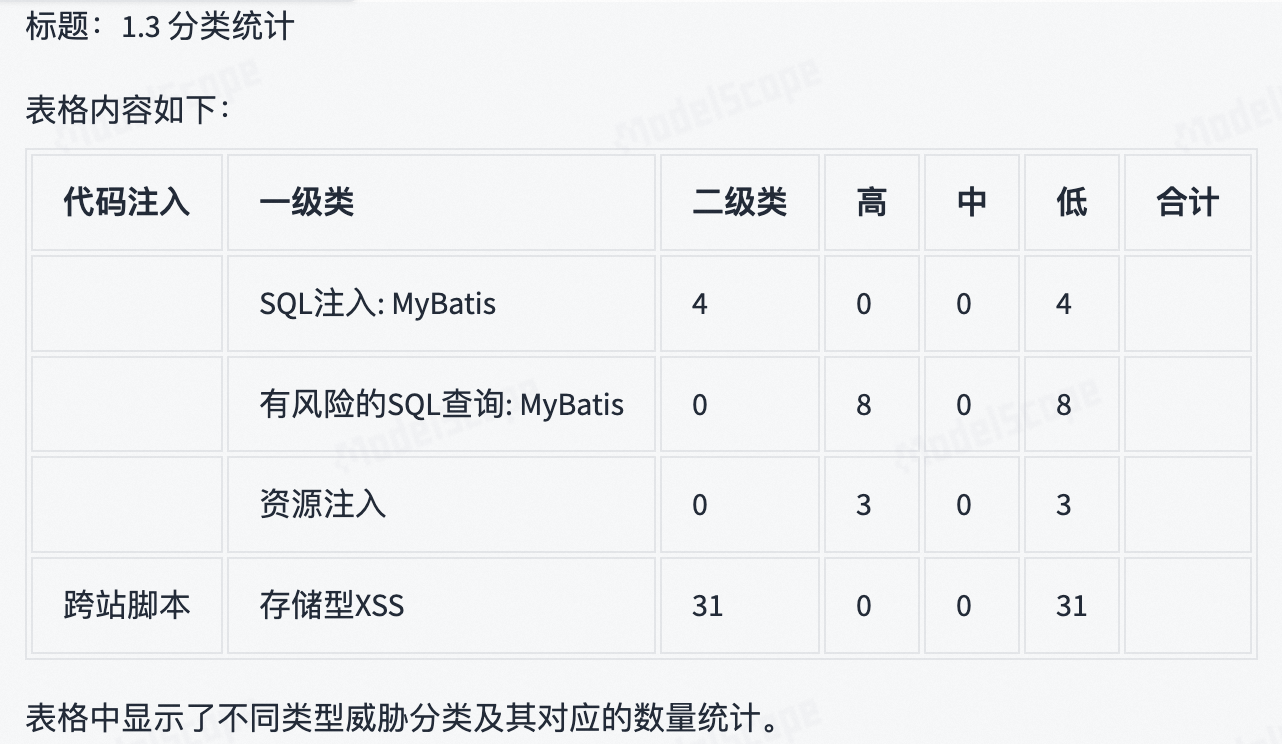 标题：1.3 分类统计
表格内容如下：
代码注入 一级类 二级类 高 中 低 合计
SQL注入: MyBatis 4 0 0 4
有风险的SQL查询: MyBatis 0 8 0 8
资源注入 0 3 0 3
跨站脚本 存储型XSS 31 0 0 31
表格中显示了不同类型威胁分类及其对应的数量统计。
ModelScope
ModelScope
ModelScope
ModelScope